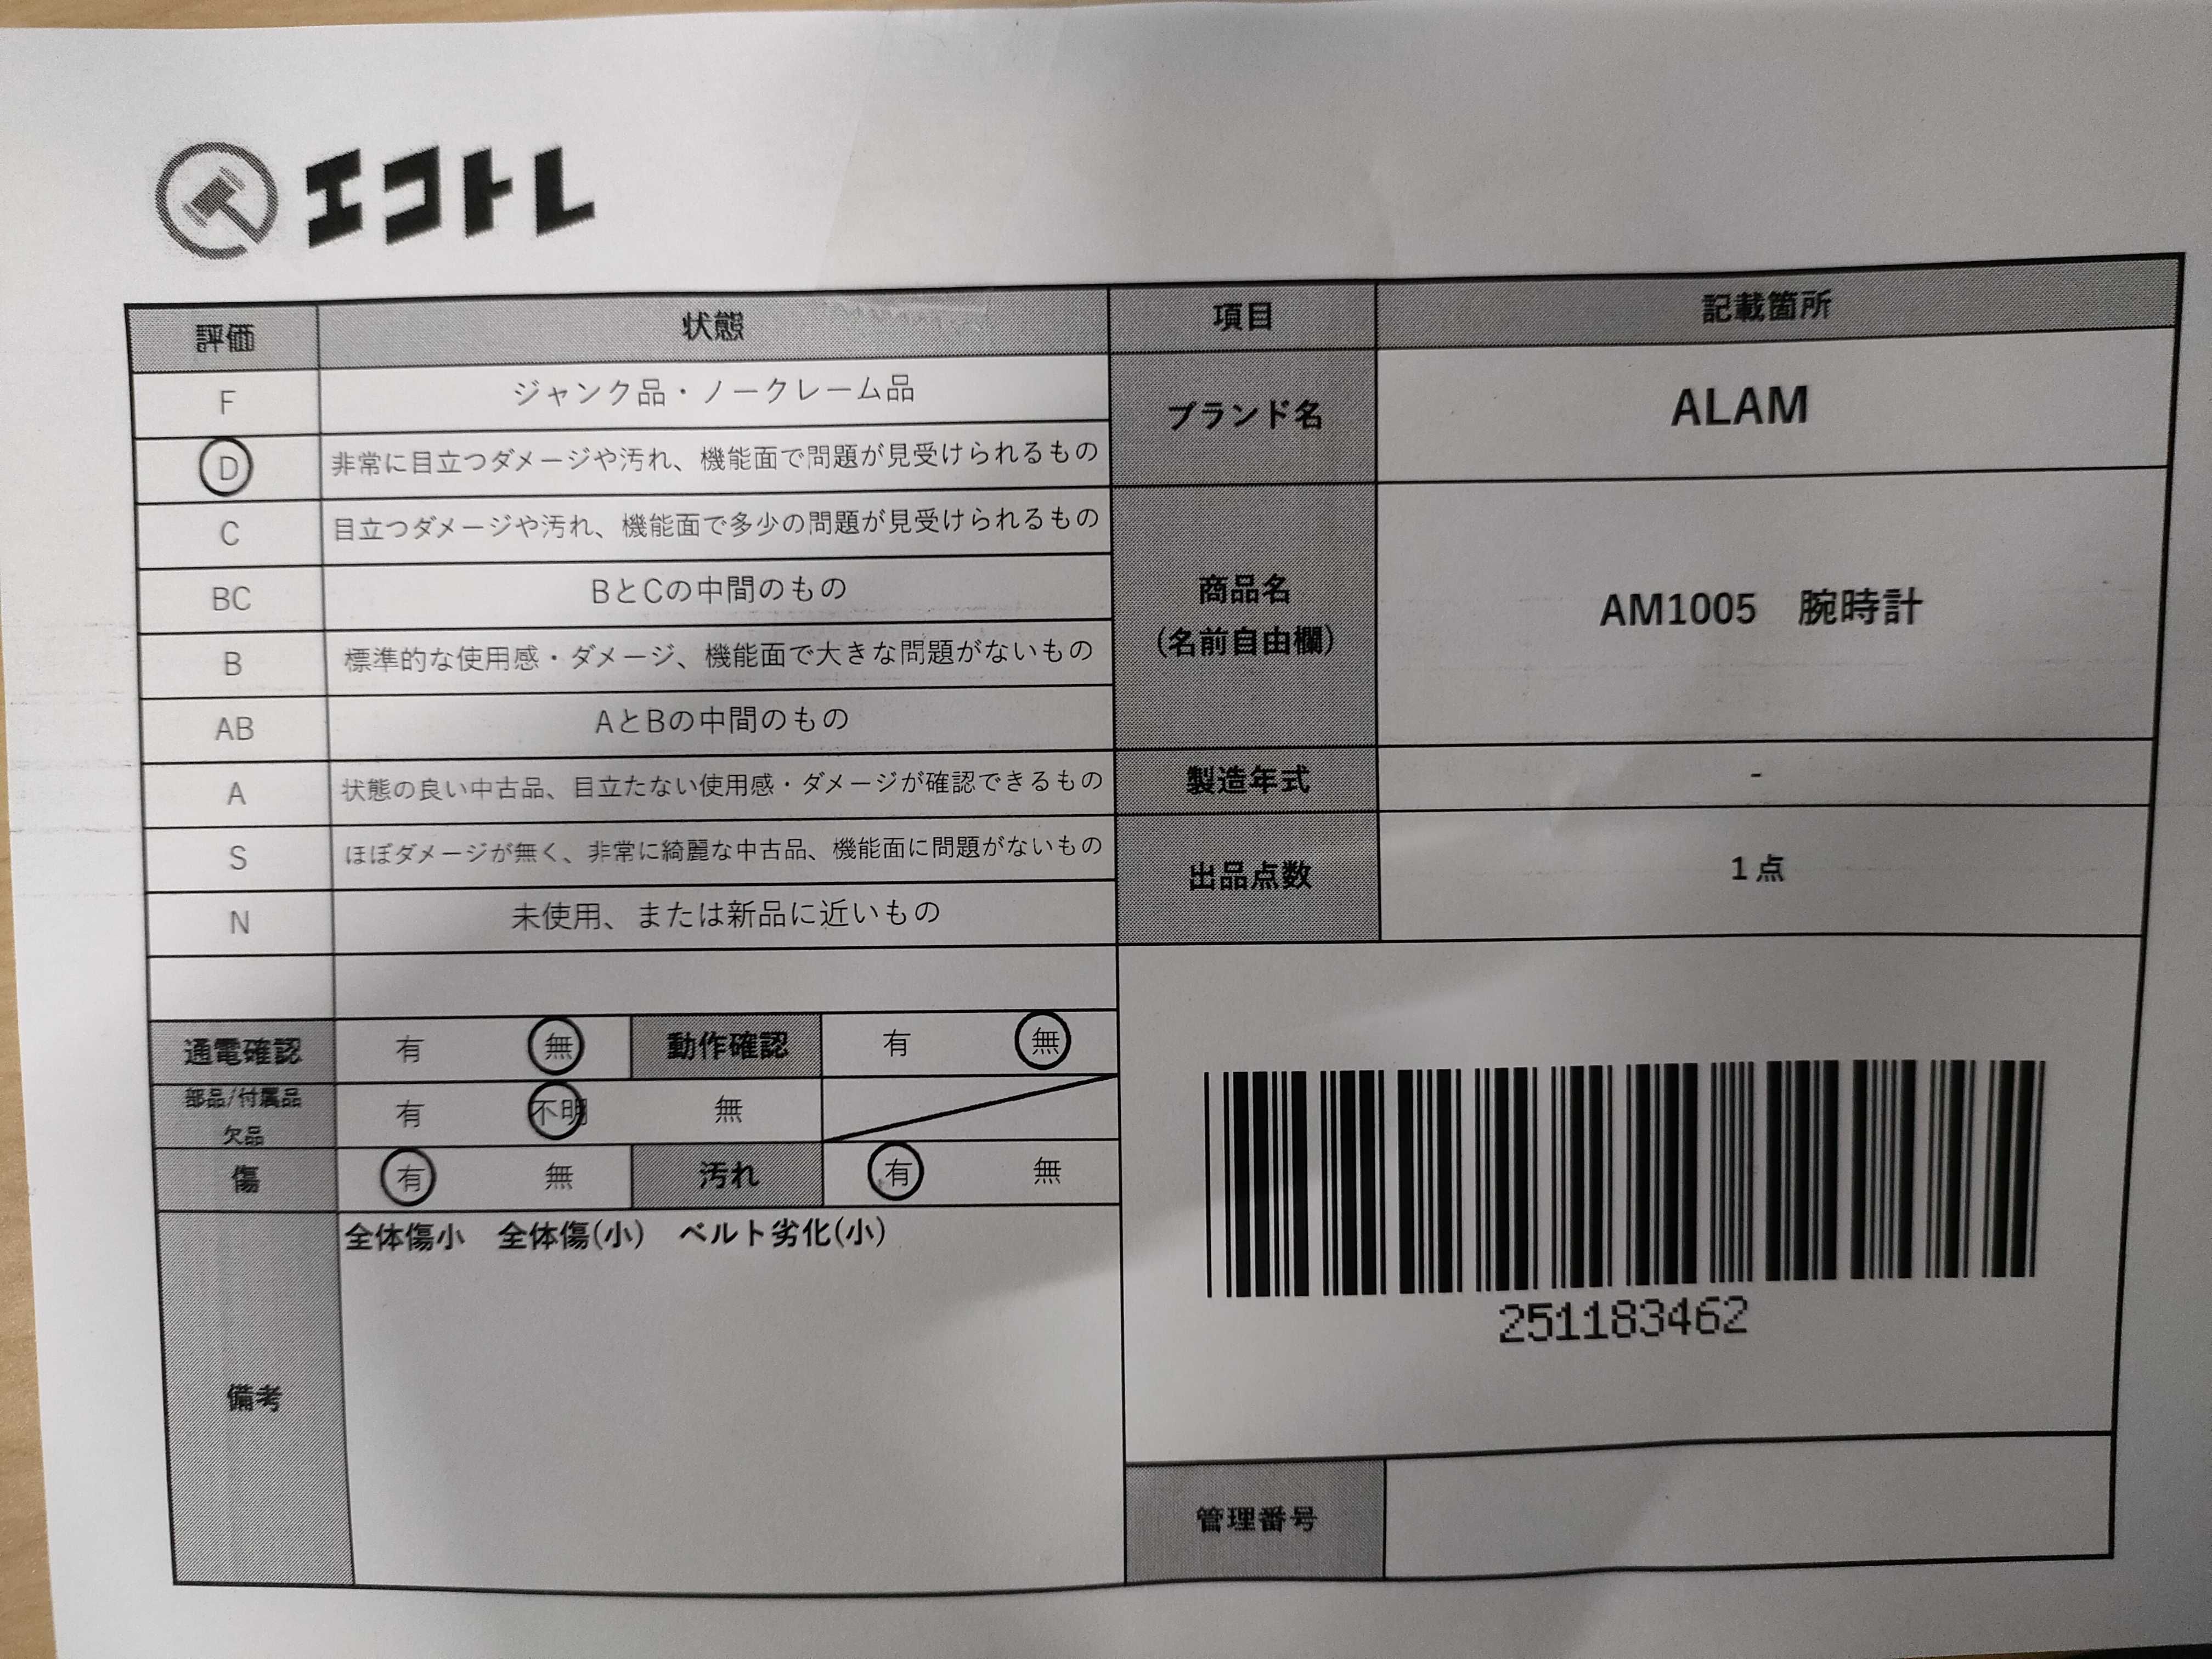 エコトレ
評価 状態 項目 記載箇所
F ジャンク品・ノークレーム品
D 非常に目立つダメージや汚れ、機能面で問題が見受けられるもの
C 目立つダメージや汚れ、機能面で多少の問題が見受けられるもの
BC BとCの中間のもの
B 標準的な使用感・ダメージ、機能面で大きな問題がないもの
AB AとBの中間のもの
A 状態の良い中古品、目立たない使用感・ダメージが確認できるもの
S ほぼダメージが無く、非常に綺麗な中古品、機能面に問題がないもの
N 未使用、または新品に近いもの
ブランド名 ALAM
商品名
(名前自由欄) AM1005 腕時計
製造年式 -
出品点数 1点
通電確認 有 無 動作確認 有 無
部品/付属品
欠品 有 不明 無
傷 有 無 汚れ 有 無
備考 全体傷小 全体傷(小) ベルト劣化(小)
251183462
管理番号